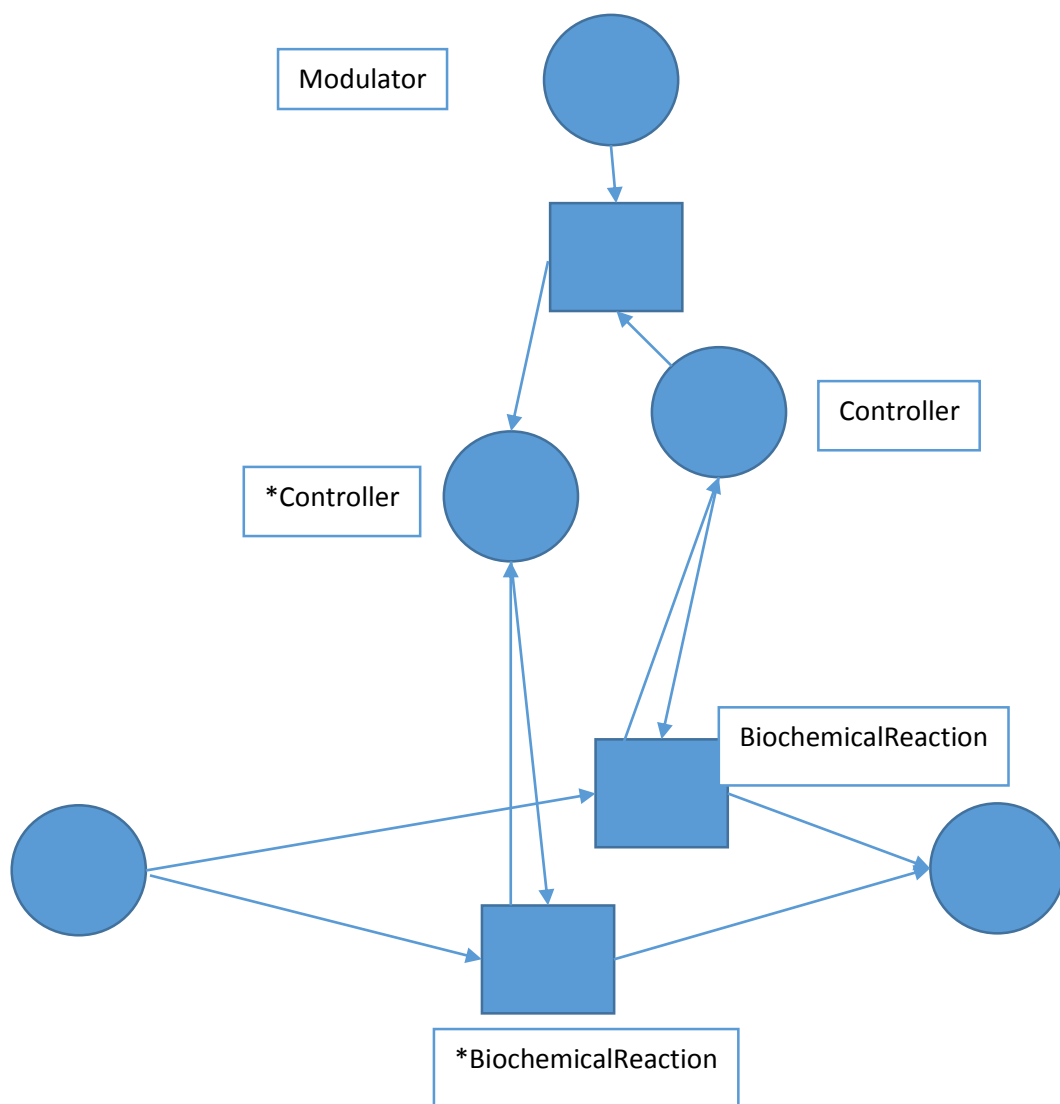 Modulator
Controller
*Controller
BiochemicalReaction
*BiochemicalReaction